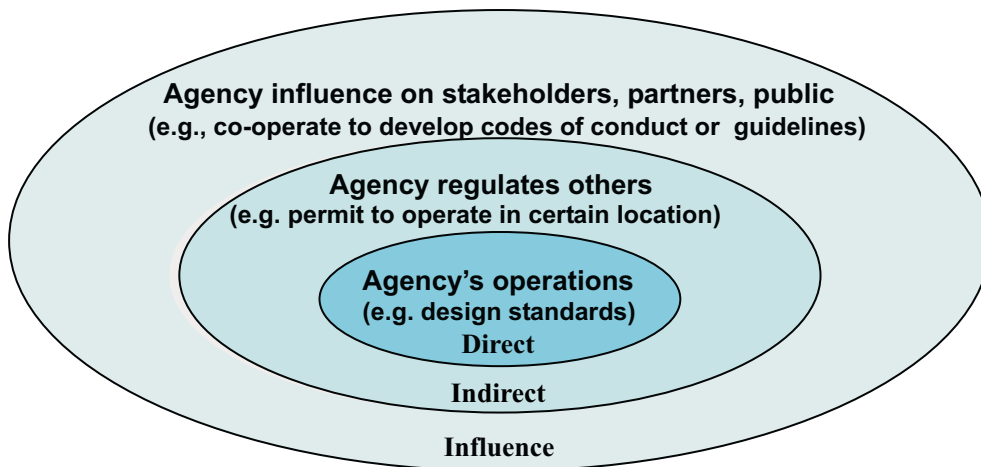 Agency influence on stakeholders, partners, public
(e.g., co-operate to develop codes of conduct or guidelines)
Agency regulates others
(e.g. permit to operate in certain location)
Agency’s operations
(e.g. design standards)
Direct
Indirect
Influence